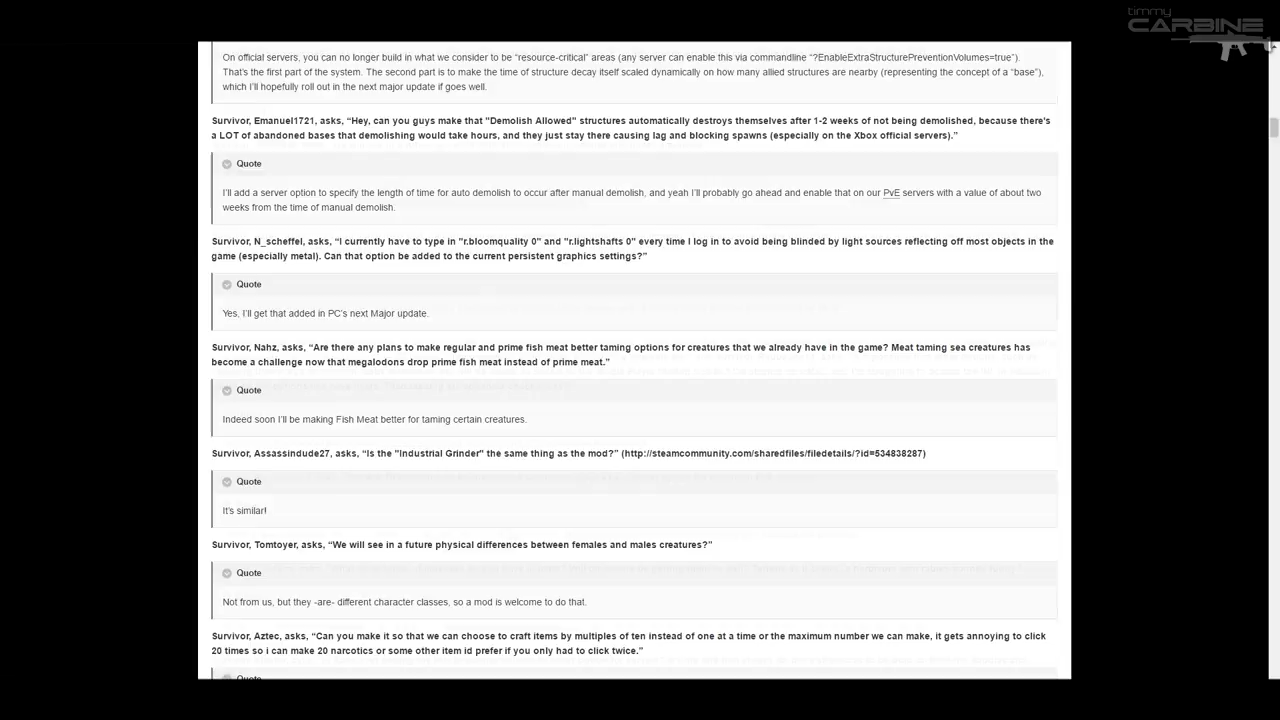 timmy
CARBINE
On official servers, you can no longer build in what we consider to be “resource-critical” areas (any server can enable this via commandline “?EnableExtraStructurePreventionVolumes=true”).
That’s the first part of the system. The second part is to make the time of structure decay itself scaled dynamically on how many allied structures are nearby (representing the concept of a “base”),
which I’ll hopefully roll out in the next major update if goes well.
Survivor, Emanuel1721, asks, “Hey, can you guys make that "Demolish Allowed" structures automatically destroys themselves after 1-2 weeks of not being demolished, because there's
a LOT of abandoned bases that demolishing would take hours, and they just stay there causing lag and blocking spawns (especially on the Xbox official servers).”
Quote
I’ll add a server option to specify the length of time for auto demolish to occur after manual demolish, and yeah I’ll probably go ahead and enable that on our PvE servers with a value of about two
weeks from the time of manual demolish.
Survivor, N_scheffel, asks, “I currently have to type in "r.bloomquality 0" and "r.lightshafts 0" every time I log in to avoid being blinded by light sources reflecting off most objects in the
game (especially metal). Can that option be added to the current persistent graphics settings?”
Quote
Yes, I’ll get that added in PC’s next Major update.
Survivor, Nahz, asks, “Are there any plans to make regular and prime fish meat better taming options for creatures that we already have in the game? Meat taming sea creatures has
become a challenge now that megalodons drop prime fish meat instead of prime meat.”
Quote
Indeed soon I’ll be making Fish Meat better for taming certain creatures.
Survivor, Assassindude27, asks, “Is the "Industrial Grinder" the same thing as the mod?” (http://steamcommunity.com/sharedfiles/filedetails/?id=534838287)
Quote
It’s similar!
Survivor, Tomtoyer, asks, “We will see in a future physical differences between females and males creatures?”
Quote
Not from us, but they -are- different character classes, so a mod is welcome to do that.
Survivor, Aztec, asks, “Can you make it so that we can choose to craft items by multiples of ten instead of one at a time or the maximum number we can make, it gets annoying to click
20 times so i can make 20 narcotics or some other item id prefer if you only had to click twice.”
Quote